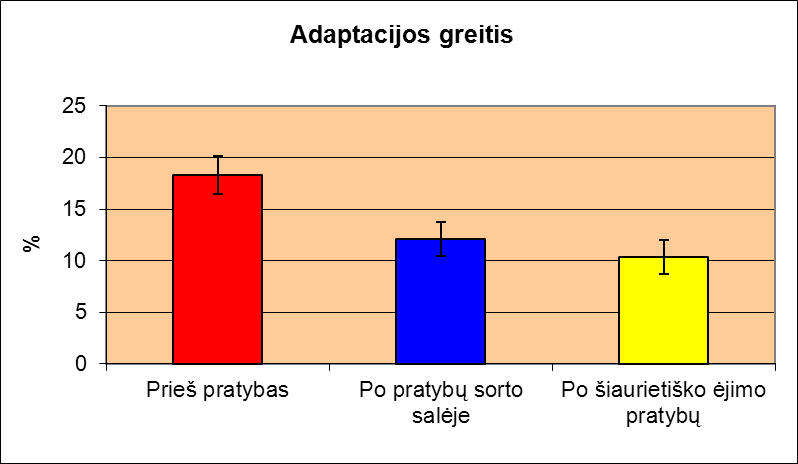 Adaptacijos greitis
25
20
15
10
5
0
%
Prieš pratybas
Po pratybų sorto
salėje
Po šiaurietiško ėjimo
pratybų